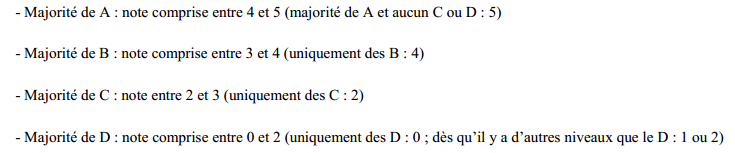 - Majorité de A : note comprise entre 4 et 5 (majorité de A et aucun C ou D : 5)
- Majorité de B : note comprise entre 3 et 4 (uniquement des B : 4)
- Majorité de C : note entre 2 et 3 (uniquement des C : 2)
- Majorité de D : note comprise entre 0 et 2 (uniquement des D : 0 ; dès qu’il y a d’autres niveaux que le D : 1 ou 2)